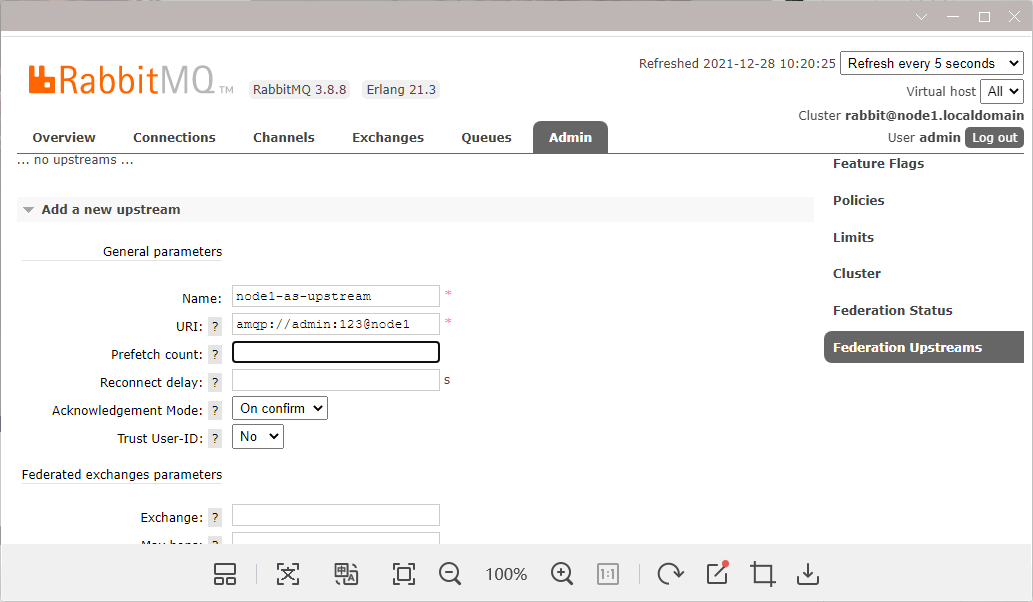 RabbitMQ TM
RabbitMQ 3.8.8
Erlang 21.3
Refreshed 2021-12-28 10:20:25
Refresh every 5 seconds
Virtual host All
Cluster rabbit@node1.localdomain
User admin Log out
Overview Connections Channels Exchanges Queues Admin
... no upstreams ...
Add a new upstream
General parameters
Name: node1-as-upstream *
URI: ? amqp://admin:123@node1 *
Prefetch count: ?
Reconnect delay: ? s
Acknowledgement Mode: ? On confirm
Trust User-ID: ? No
Federated exchanges parameters
Exchange: ?
Feature Flags
Policies
Limits
Cluster
Federation Status
Federation Upstreams
100%
1:1